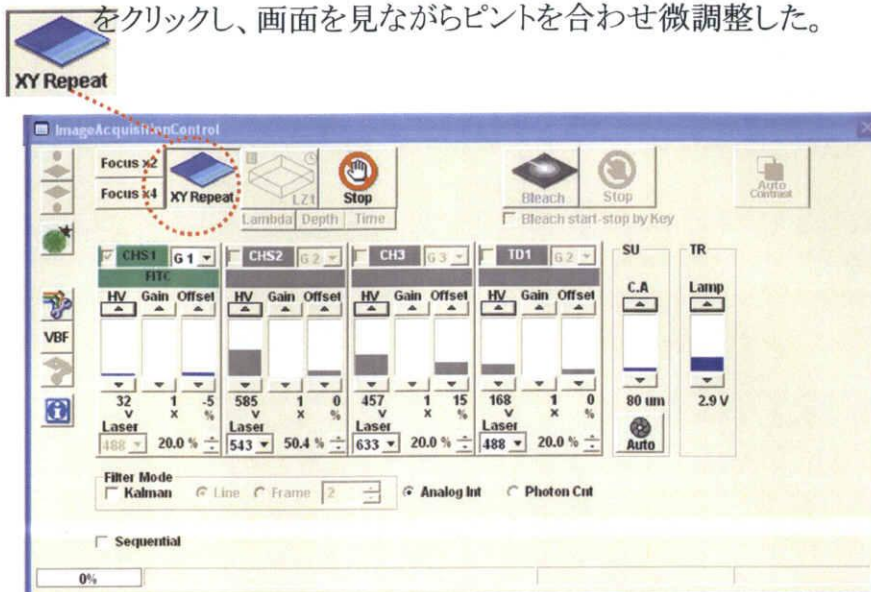 をクリックし、画面を見ながらピントを合わせ微調整した。
XY Repeat
ImageAcquisitionControl
Focus x2
Focus x4
XY Repeat
LZt
Stop
Bleach
Stop
Auto
Contrast
Lambda Depth Time
Bleach start-stop by Key
CHS1 G 1 CHS2 G 2 CH3 G 3 TD1 G 2 SU TR
FITC
HV Gain Offset HV Gain Offset HV Gain Offset HV Gain Offset C.A Lamp
VBF
32 1 -5 585 1 0 457 1 15 168 1 0 80 um 2.9 V
V X % V X % V X % V X %
Laser Laser Laser Laser
488 20.0 % 543 50.4 % 633 20.0 % 488 20.0 % Auto
Filter Mode
Kalman Line Frame 2 Analog Int Photon Cnt
Sequential
0%